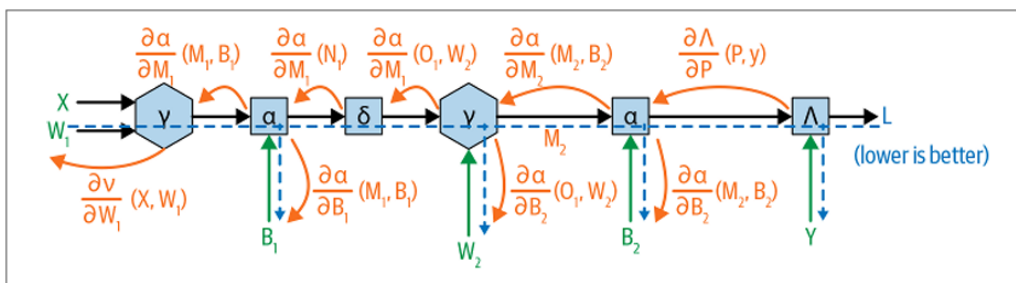 ∂α/∂M₁ (M₁, B₁)
∂α/∂M₁ (N₁)
∂α/∂M₁ (O₁, W₂)
∂α/∂M₂ (M₂, B₂)
∂Λ/∂P (P, y)
X
W₁
ν
α
δ
ν
M₂
α
Λ
L
(lower is better)
∂ν/∂W₁ (X, W₁)
∂α/∂B₁ (M₁, B₁)
∂α/∂B₂ (O₁, W₂)
∂α/∂B₂ (M₂, B₂)
B₁
W₂
B₂
Y